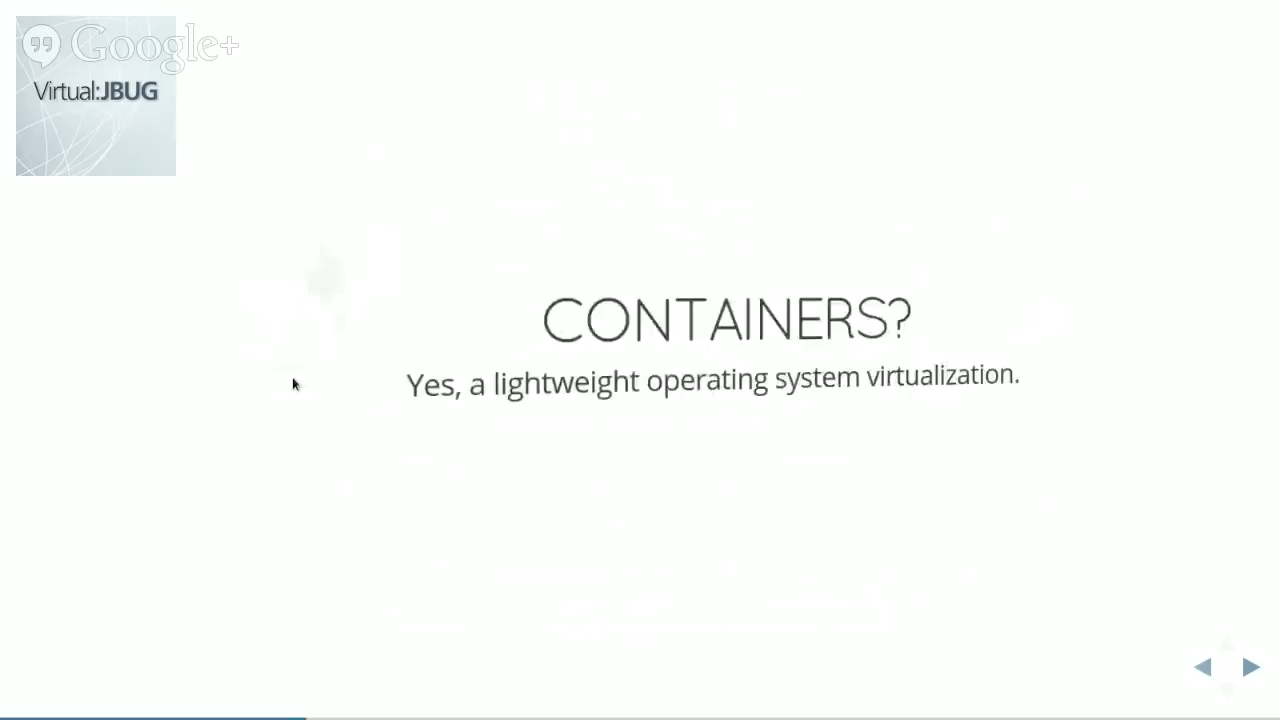 Google+
Virtual:JBUG
CONTAINERS?
Yes, a lightweight operating system virtualization.